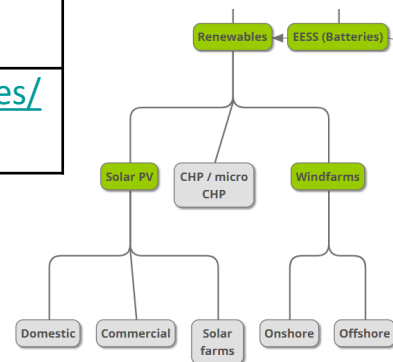 Renewables
EESS (Batteries)
es/
Solar PV
CHP / micro
CHP
Windfarms
Domestic
Commercial
Solar
farms
Onshore
Offshore